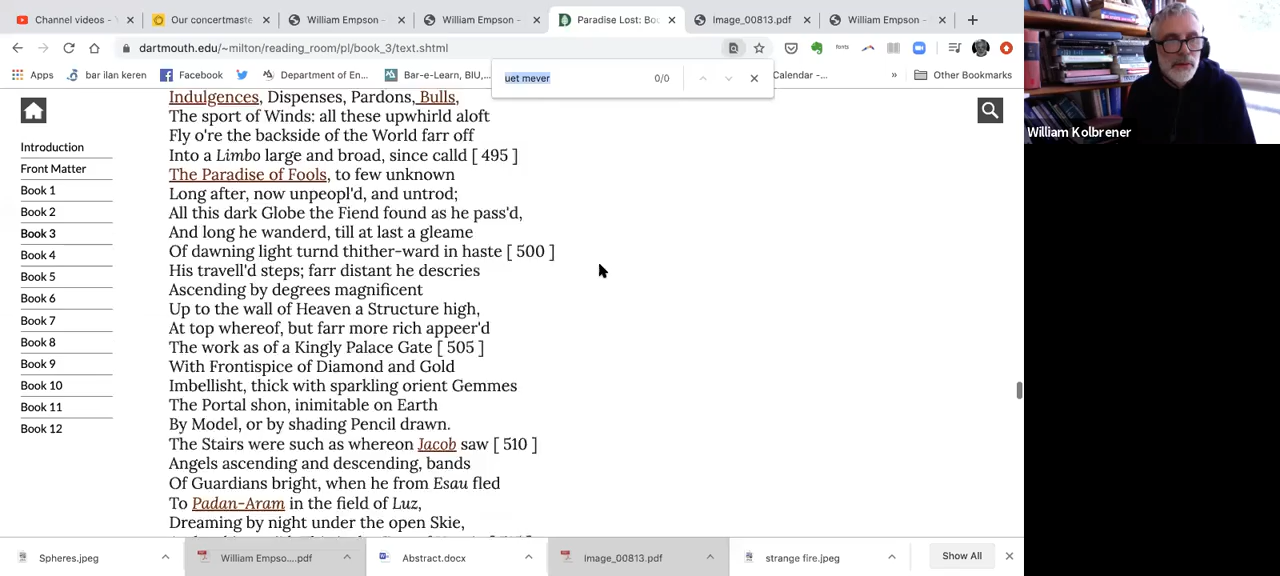 Channel videos -
Our concertmaste
William Empson -
William Empson -
Paradise Lost: Bo
Image_00813.pdf
William Empson -
dartmouth.edu/~milton/reading_room/pl/book_3/text.shtml
fonts
Apps
bar ilan keren
Facebook
Department of En...
Bar-e-Learn, BIU,...
Calendar -...
»
Other Bookmarks
uet mever
0/0
William Kolbrener
Introduction
Front Matter
Book 1
Book 2
Book 3
Book 4
Book 5
Book 6
Book 7
Book 8
Book 9
Book 10
Book 11
Book 12
Indulgences, Dispenses, Pardons, Bulls,
The sport of Winds: all these upwhirld aloft
Fly o're the backside of the World farr off
Into a Limbo large and broad, since calld [ 495 ]
The Paradise of Fools, to few unknown
Long after, now unpeopl'd, and untrod;
All this dark Globe the Fiend found as he pass'd,
And long he wanderd, till at last a gleame
Of dawning light turnd thither-ward in haste [ 500 ]
His travell'd steps; farr distant he descries
Ascending by degrees magnificent
Up to the wall of Heaven a Structure high,
At top whereof, but farr more rich appeer'd
The work as of a Kingly Palace Gate [ 505 ]
With Frontispice of Diamond and Gold
Imbellisht, thick with sparkling orient Gemmes
The Portal shon, inimitable on Earth
By Model, or by shading Pencil drawn.
The Stairs were such as whereon Jacob saw [ 510 ]
Angels ascending and descending, bands
Of Guardians bright, when he from Esau fled
To Padan-Aram in the field of Luz,
Dreaming by night under the open Skie,
Spheres.jpeg
William Empso....pdf
Abstract.docx
Image_00813.pdf
strange fire.jpeg
Show All